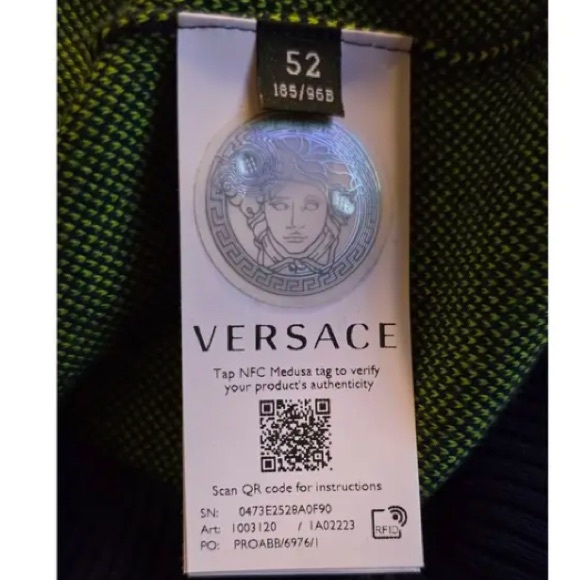 52
185/96B
VERSACE
Tap NFC Medusa tag to verify
your product's authenticity
Scan QR code for instructions
SN: 0473E2528A0F90
Art: 1003120 / 1A02223
PO: PROABB/6976/1
RFID